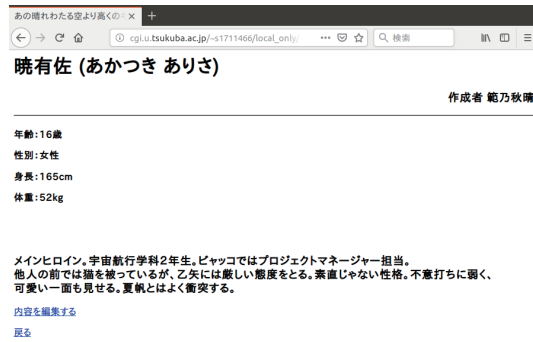 あの晴れわたる空より高くの
cgi.u.tsukuba.ac.jp/~s1711466/local_only/
検索
暁有佐 (あかつき ありさ)
作成者 範乃秋晴
年齢:16歳
性別:女性
身長:165cm
体重:52kg
メインヒロイン。宇宙航行学科2年生。ビャッコではプロジェクトマネージャー担当。
他人の前では猫を被っているが、乙矢には厳しい態度をとる。素直じゃない性格。不意打ちに弱く、
可愛い一面も見せる。夏帆とはよく衝突する。
内容を編集する
戻る